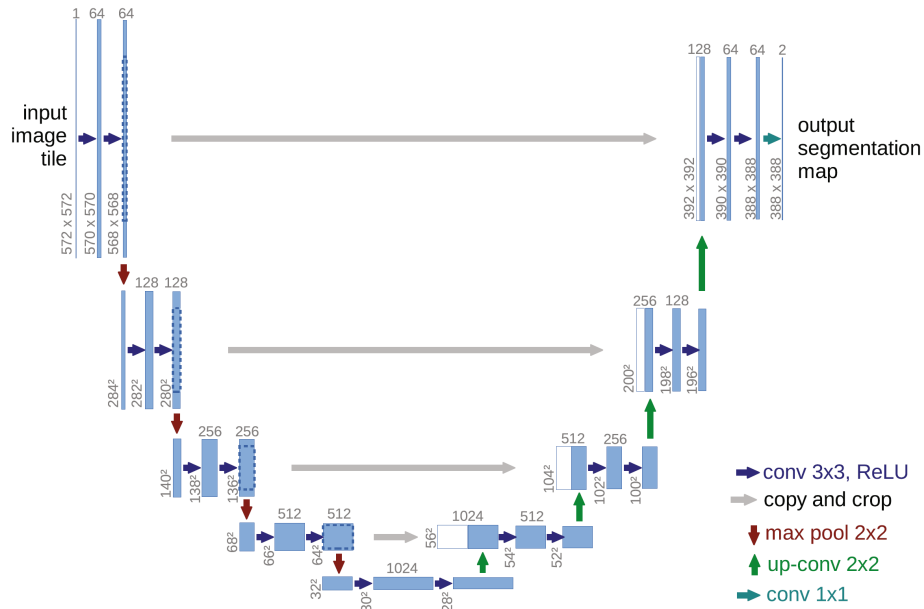 1 64 64
input
image
tile
572 x 572
570 x 570
568 x 568
128 64 64 2
output
segmentation
map
392 x 392
390 x 390
388 x 388
388 x 388
128 128
284²
282²
280²
256 128
200²
198²
196²
256 256
140²
138²
136²
512 256
104²
102²
100²
512 512
68²
66²
64²
1024 512
56²
54²
52²
1024
32²
30²
28²
conv 3x3, ReLU
copy and crop
max pool 2x2
up-conv 2x2
conv 1x1